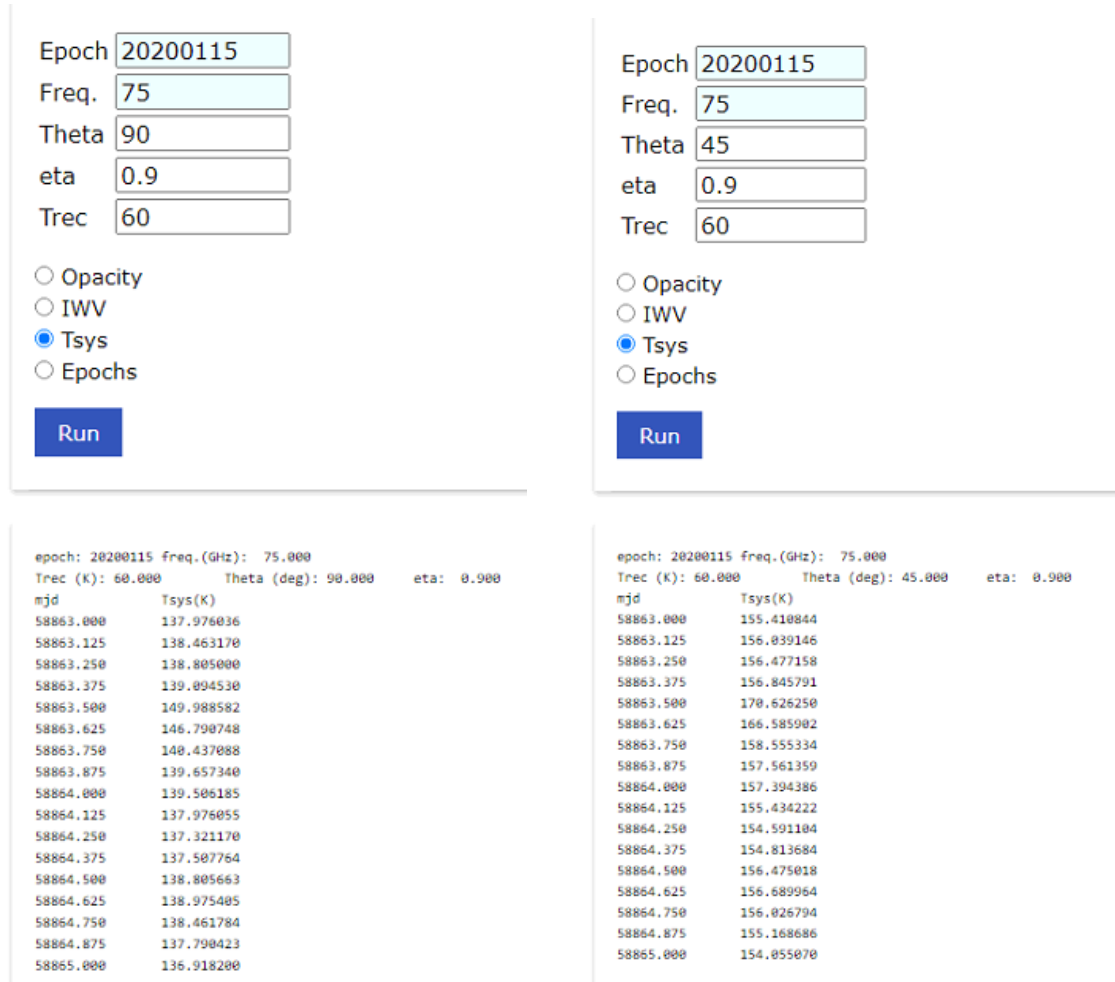 Epoch 20200115
Freq. 75
Theta 90
eta 0.9
Trec 60
Opacity
IWV
Tsys
Epochs
Run
epoch: 20200115 freq.(GHz): 75.000
Trec (K): 60.000 Theta (deg): 90.000 eta: 0.900
mjd Tsys(K)
58863.000 137.976036
58863.125 138.463170
58863.250 138.805000
58863.375 139.094530
58863.500 149.988582
58863.625 146.790748
58863.750 140.437088
58863.875 139.657340
58864.000 139.506185
58864.125 137.976055
58864.250 137.321170
58864.375 137.507764
58864.500 138.805663
58864.625 138.975405
58864.750 138.461784
58864.875 137.790423
58865.000 136.918200
Epoch 20200115
Freq. 75
Theta 45
eta 0.9
Trec 60
Opacity
IWV
Tsys
Epochs
Run
epoch: 20200115 freq.(GHz): 75.000
Trec (K): 60.000 Theta (deg): 45.000 eta: 0.900
mjd Tsys(K)
58863.000 155.410844
58863.125 156.039146
58863.250 156.477158
58863.375 156.845791
58863.500 170.626250
58863.625 166.585902
58863.750 158.555334
58863.875 157.561359
58864.000 157.394386
58864.125 155.434222
58864.250 154.591104
58864.375 154.813684
58864.500 156.475018
58864.625 156.689964
58864.750 156.026794
58864.875 155.168686
58865.000 154.055070